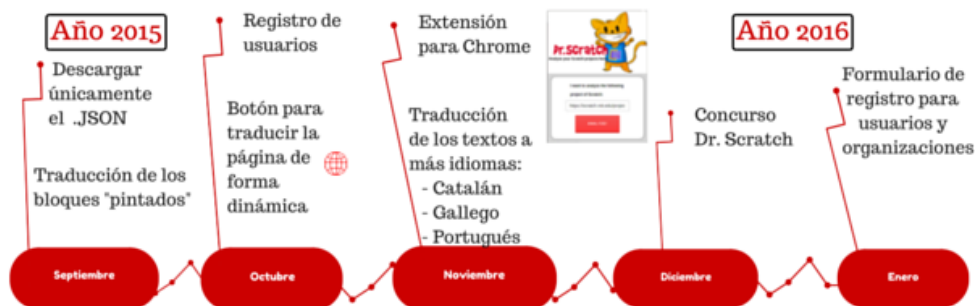 Año 2015
Descargar
únicamente
el .JSON
Traducción de los
bloques "pintados"
Septiembre
Registro de
usuarios
Botón para
traducir la
página de
forma
dinámica
Octubre
Extensión
para Chrome
Traducción
de los textos a
más idiomas:
- Catalán
- Gallego
- Portugués
Noviembre
Dr.Scratch
Año 2016
Concurso
Dr. Scratch
Diciembre
Formulario de
registro para
usuarios y
organizaciones
Enero